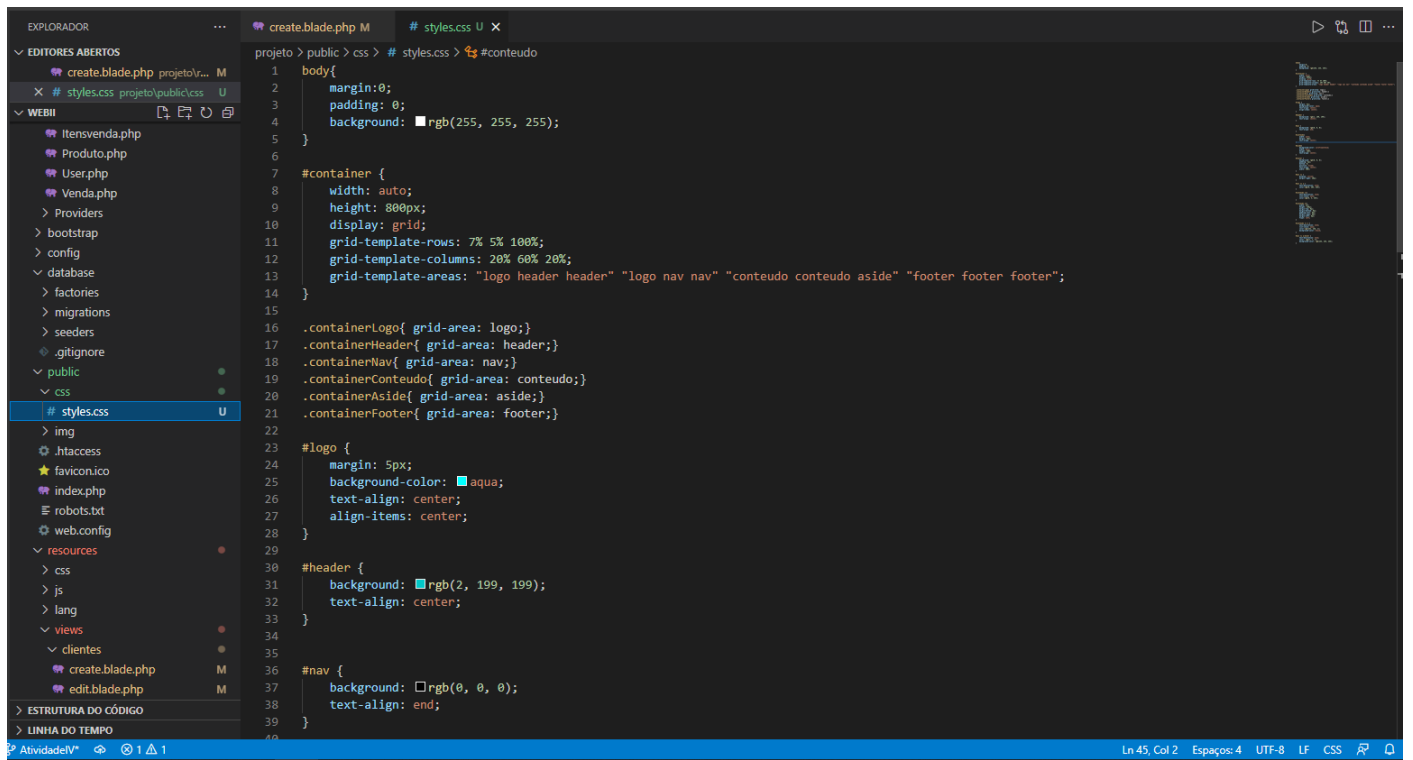 EXPLORADOR
EDITORES ABERTOS
create.blade.php projeto\r... M
styles.css projeto\public\css U
WEBII
Itensvenda.php
Produto.php
User.php
Venda.php
Providers
bootstrap
config
database
factories
migrations
seeders
.gitignore
public
css
styles.css U
img
.htaccess
favicon.ico
index.php
robots.txt
web.config
resources
css
js
lang
views
clientes
create.blade.php M
edit.blade.php M
ESTRUTURA DO CÓDIGO
LINHA DO TEMPO
create.blade.php M
# styles.css U
projeto > public > css > # styles.css > #conteudo
1 body{
2 margin:0;
3 padding: 0;
4 background: rgb(255, 255, 255);
5 }
6
7 #container {
8 width: auto;
9 height: 800px;
10 display: grid;
11 grid-template-rows: 7% 5% 100%;
12 grid-template-columns: 20% 60% 20%;
13 grid-template-areas: "logo header header" "logo nav nav" "conteudo conteudo aside" "footer footer footer";
14 }
15
16 .containerLogo{ grid-area: logo;}
17 .containerHeader{ grid-area: header;}
18 .containerNav{ grid-area: nav;}
19 .containerConteudo{ grid-area: conteudo;}
20 .containerAside{ grid-area: aside;}
21 .containerFooter{ grid-area: footer;}
22
23 #logo {
24 margin: 5px;
25 background-color: aqua;
26 text-align: center;
27 align-items: center;
28 }
29
30 #header {
31 background: rgb(2, 199, 199);
32 text-align: center;
33 }
34
35
36 #nav {
37 background: rgb(0, 0, 0);
38 text-align: end;
39 }
40
AtividadeIV* 1 1
Ln 45, Col 2 Espaços: 4 UTF-8 LF CSS